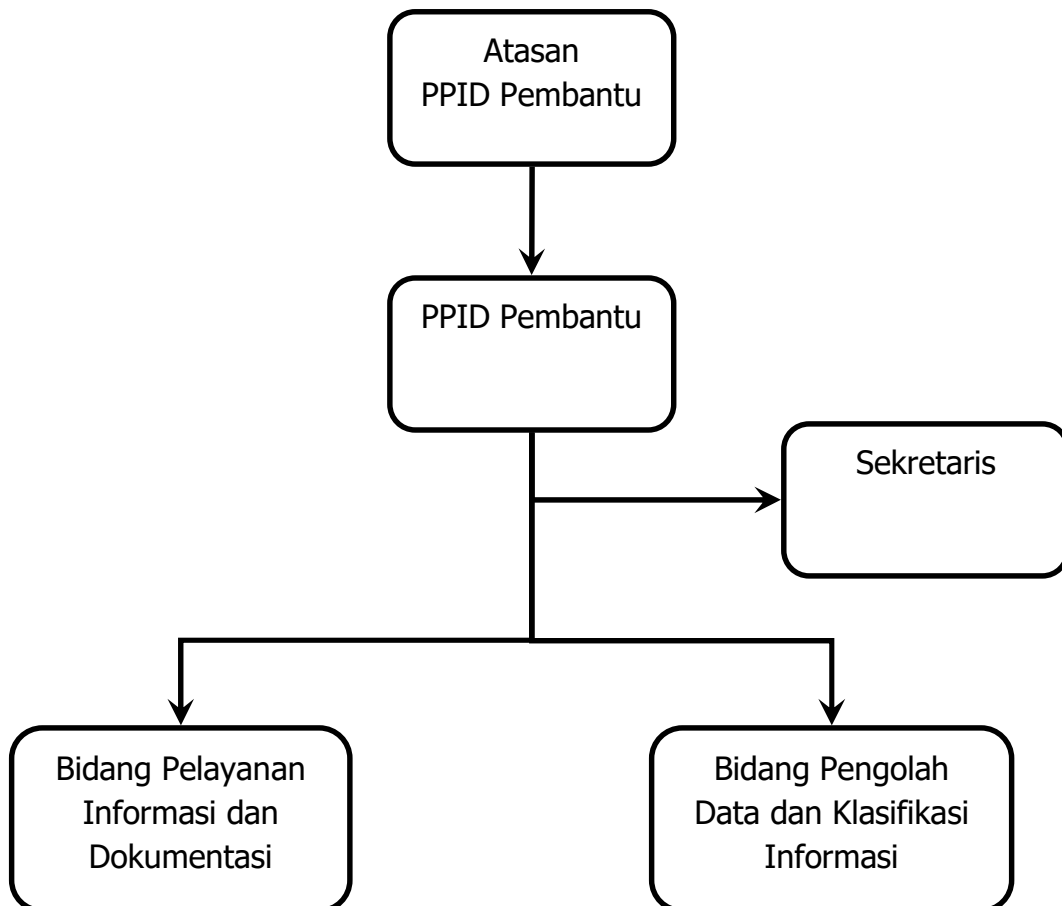 Atasan
PPID Pembantu
PPID Pembantu
Sekretaris
Bidang Pelayanan
Informasi dan
Dokumentasi
Bidang Pengolah
Data dan Klasifikasi
Informasi